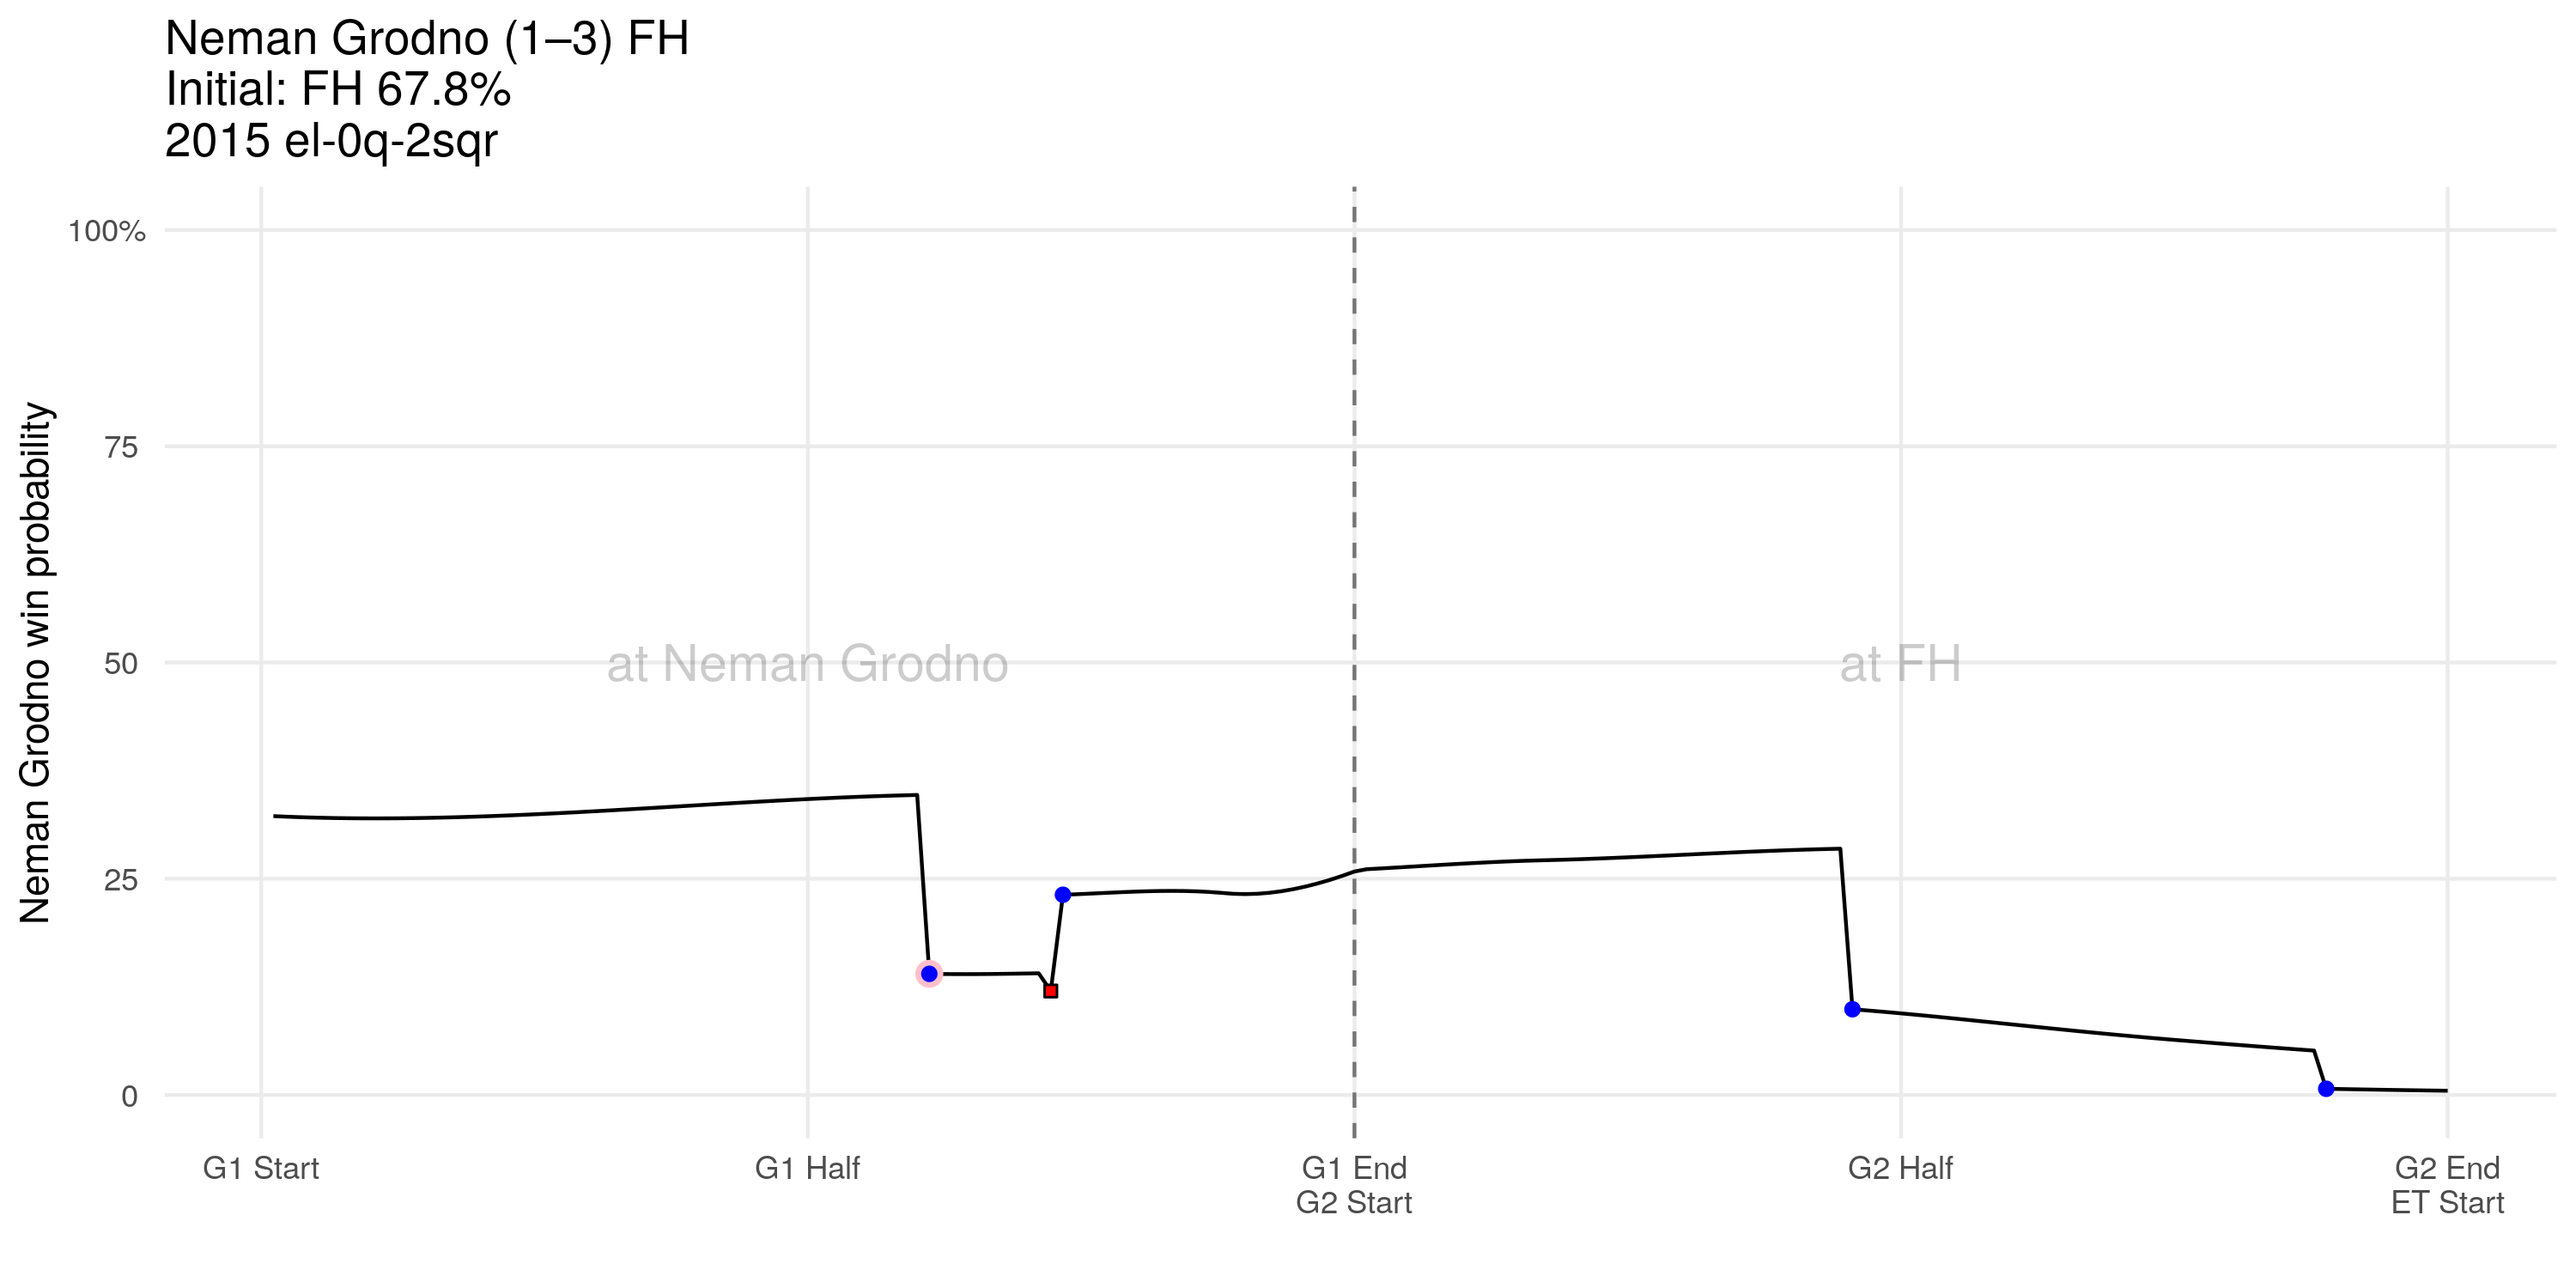 Neman Grodno (1–3) FH
Initial: FH 67.8%
2015 el-0q-2sqr
Neman Grodno win probability
100%
75
50
25
0
at Neman Grodno
at FH
G1 Start
G1 Half
G1 End
G2 Start
G2 Half
G2 End
ET Start